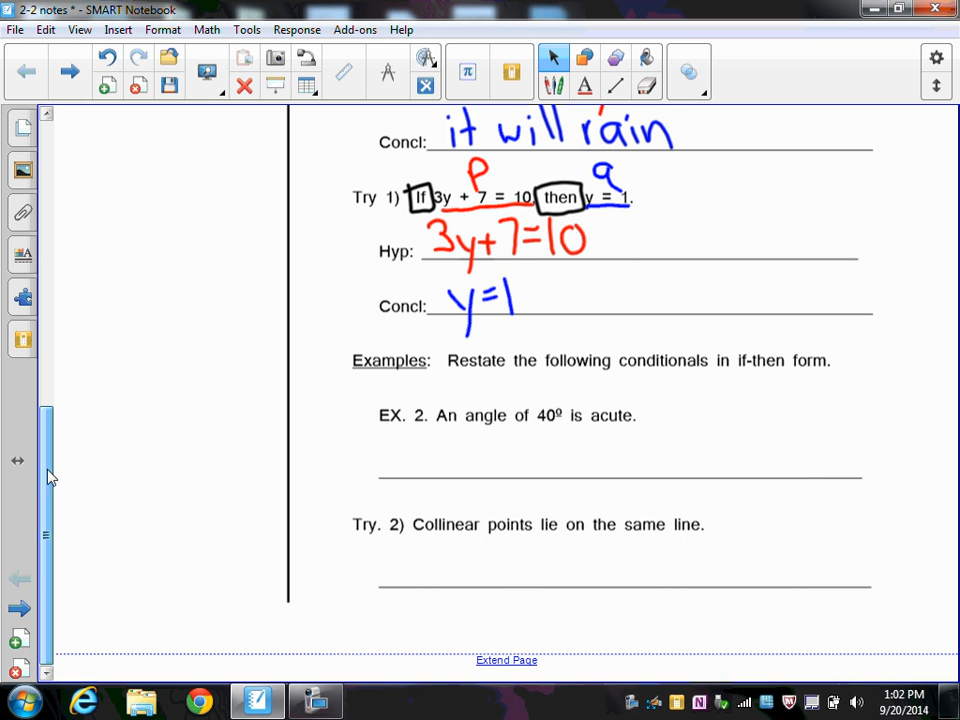 2-2 notes * - SMART Notebook
File Edit View Insert Format Math Tools Response Add-ons Help
Concl: it will rain
p q
Try 1) If 3y + 7 = 10, then y = 1.
Hyp: 3y+7=10
Concl: y=1
Examples: Restate the following conditionals in if-then form.
EX. 2. An angle of 40º is acute.
Try. 2) Collinear points lie on the same line.
Extend Page
1:02 PM
9/20/2014